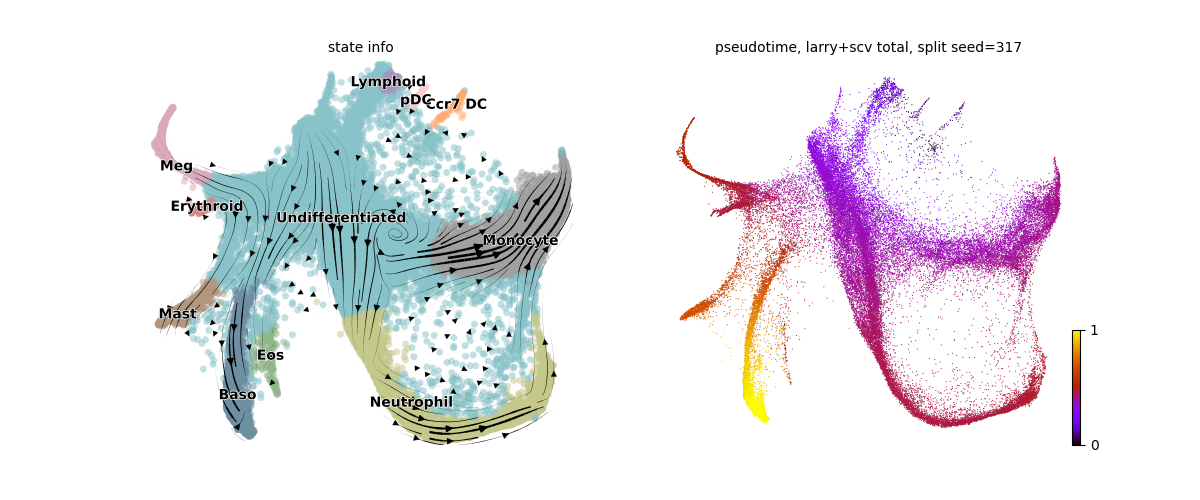 state info
pseudotime, larry+scv total, split seed=317
Lymphoid
pDC
Ccr7 DC
Meg
Erythroid
Undifferentiated
Monocyte
Mast
Eos
Baso
Neutrophil
1
0